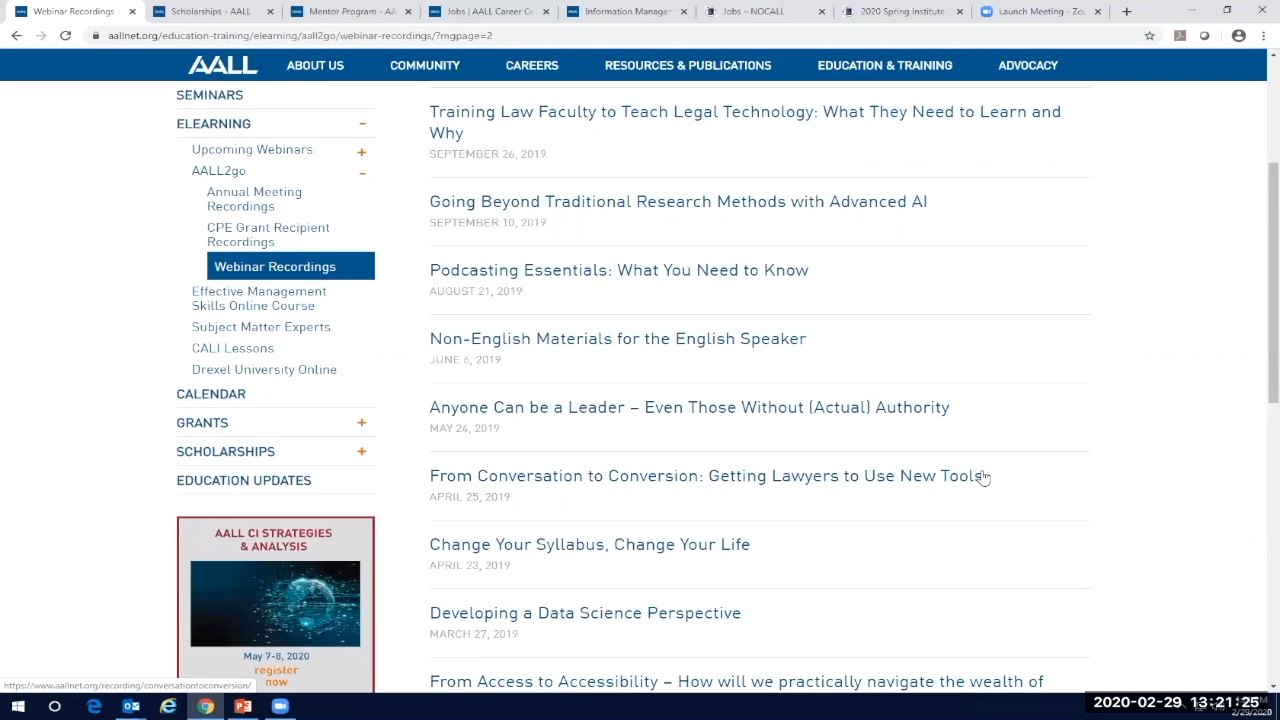 Webinar Recordings
Scholarships – AALL
Mentor Program - AA
Jobs | AALL Career Ce
Information Manager
Jobs – NOCALL
2020 Spring Institute
Launch Meeting - Zoo
aallnet.org/education-training/elearning/aall2go/webinar-recordings/?mgpage=2
AALL
ABOUT US
COMMUNITY
CAREERS
RESOURCES & PUBLICATIONS
EDUCATION & TRAINING
ADVOCACY
SEMINARS
ELEARNING
Upcoming Webinars
AALL2go
Annual Meeting
Recordings
CPE Grant Recipient
Recordings
Webinar Recordings
Effective Management
Skills Online Course
Subject Matter Experts
CALI Lessons
Drexel University Online
CALENDAR
GRANTS
SCHOLARSHIPS
EDUCATION UPDATES
AALL CI STRATEGIES
& ANALYSIS
May 7-8, 2020
register
now
Training Law Faculty to Teach Legal Technology: What They Need to Learn and
Why
SEPTEMBER 26, 2019
Going Beyond Traditional Research Methods with Advanced AI
SEPTEMBER 10, 2019
Podcasting Essentials: What You Need to Know
AUGUST 21, 2019
Non-English Materials for the English Speaker
JUNE 6, 2019
Anyone Can be a Leader – Even Those Without (Actual) Authority
MAY 24, 2019
From Conversation to Conversion: Getting Lawyers to Use New Tools
APRIL 25, 2019
Change Your Syllabus, Change Your Life
APRIL 23, 2019
Developing a Data Science Perspective
MARCH 27, 2019
From Access to Accessibility – How will we practically navigate the wealth of
https://www.aallnet.org/recording/conversationtoconversion/
2020-02-29 13:21:25
2/29/2020